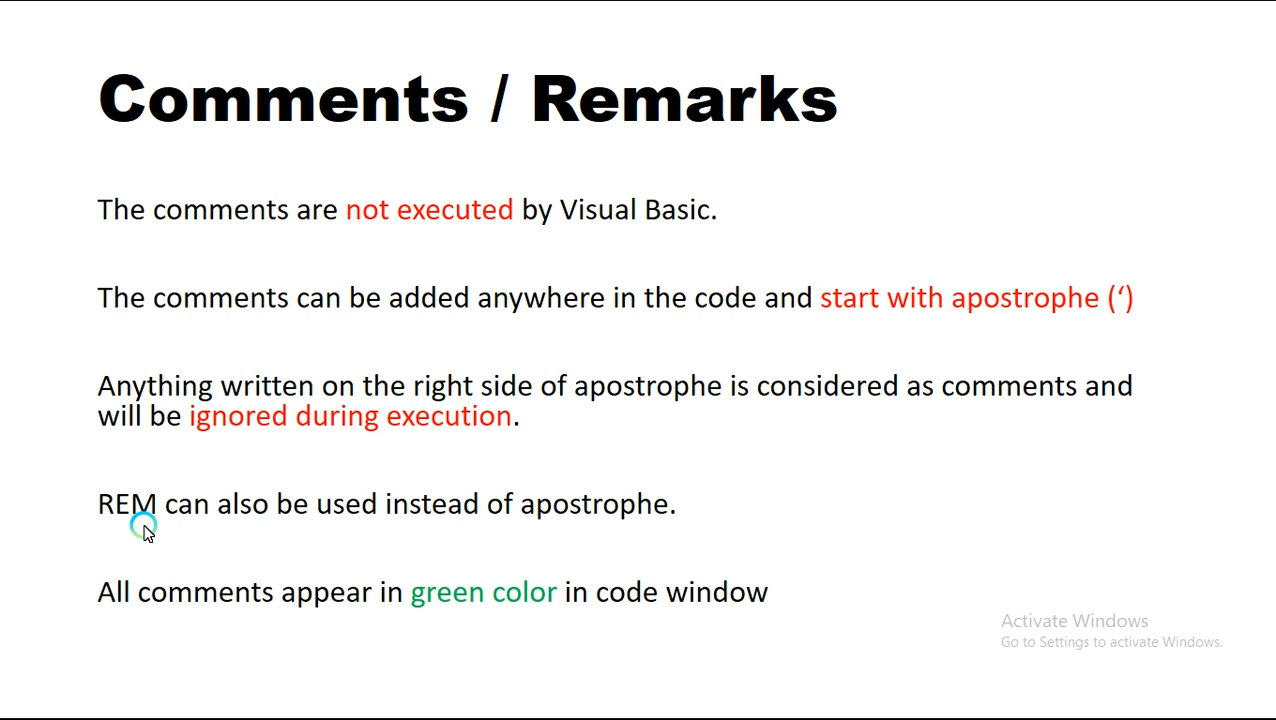 Comments / Remarks
The comments are not executed by Visual Basic.
The comments can be added anywhere in the code and start with apostrophe (‘)
Anything written on the right side of apostrophe is considered as comments and
will be ignored during execution.
REM can also be used instead of apostrophe.
All comments appear in green color in code window
Activate Windows
Go to Settings to activate Windows.